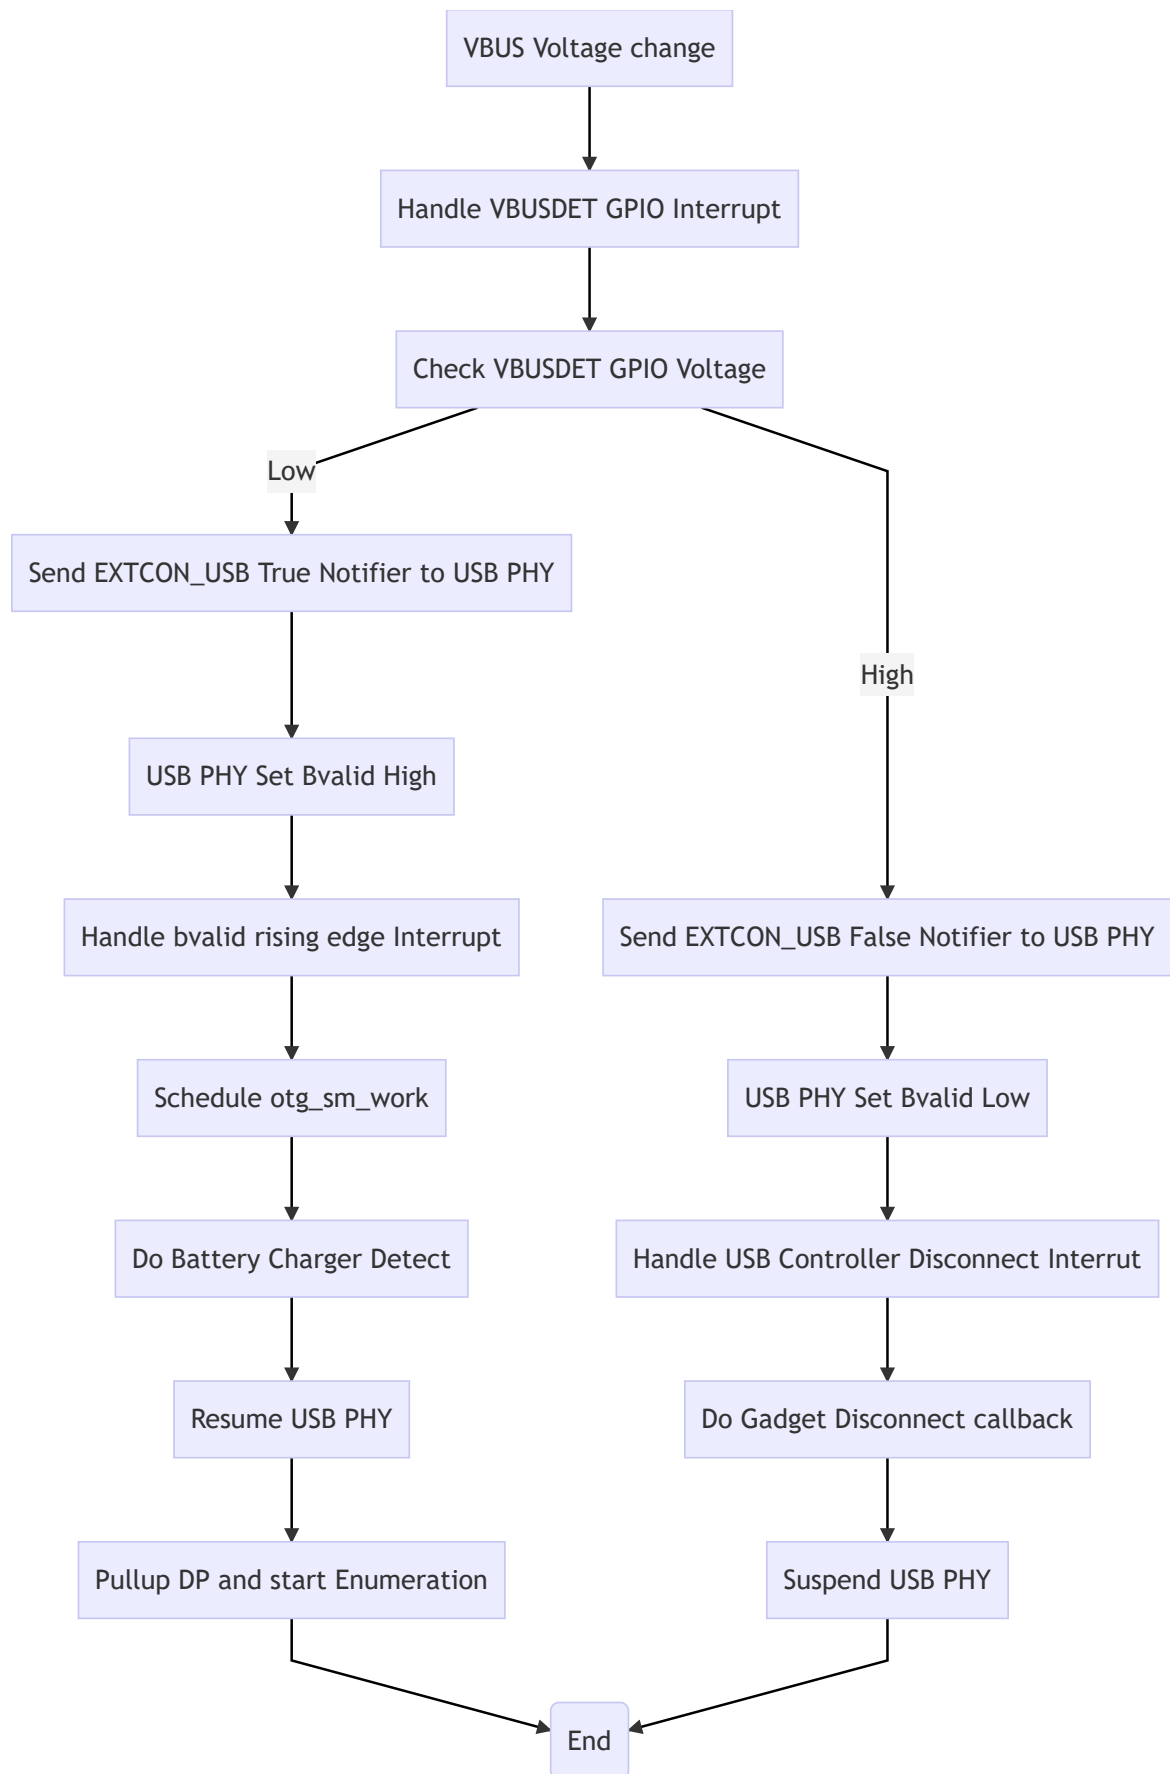 VBUS Voltage change
Handle VBUSDET GPIO Interrupt
Check VBUSDET GPIO Voltage
Low
Send EXTCON_USB True Notifier to USB PHY
High
USB PHY Set Bvalid High
Handle bvalid rising edge Interrupt
Send EXTCON_USB False Notifier to USB PHY
Schedule otg_sm_work
USB PHY Set Bvalid Low
Do Battery Charger Detect
Handle USB Controller Disconnect Interrut
Resume USB PHY
Do Gadget Disconnect callback
Pullup DP and start Enumeration
Suspend USB PHY
End